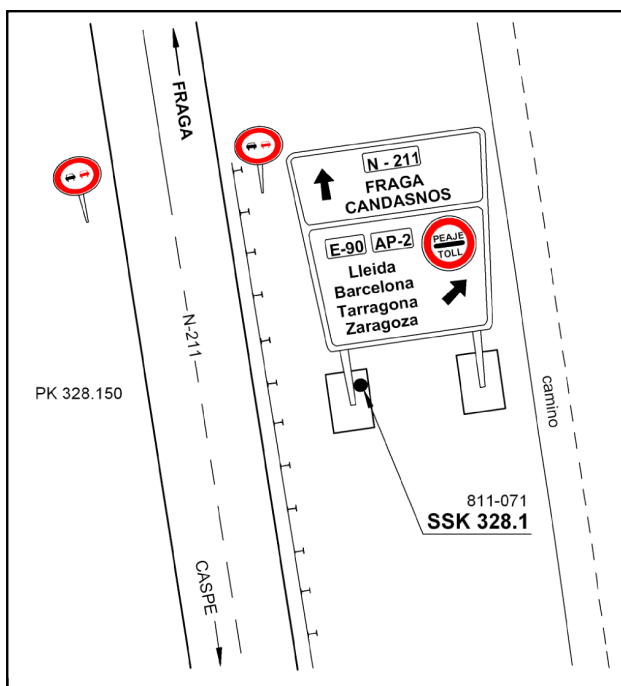 FRAGA
N - 211
FRAGA
CANDASNOS
E-90 AP-2
PEAJE
TOLL
Lleida
Barcelona
Tarragona
Zaragoza
N-211
PK 328.150
camino
811-071
SSK 328.1
CASPE